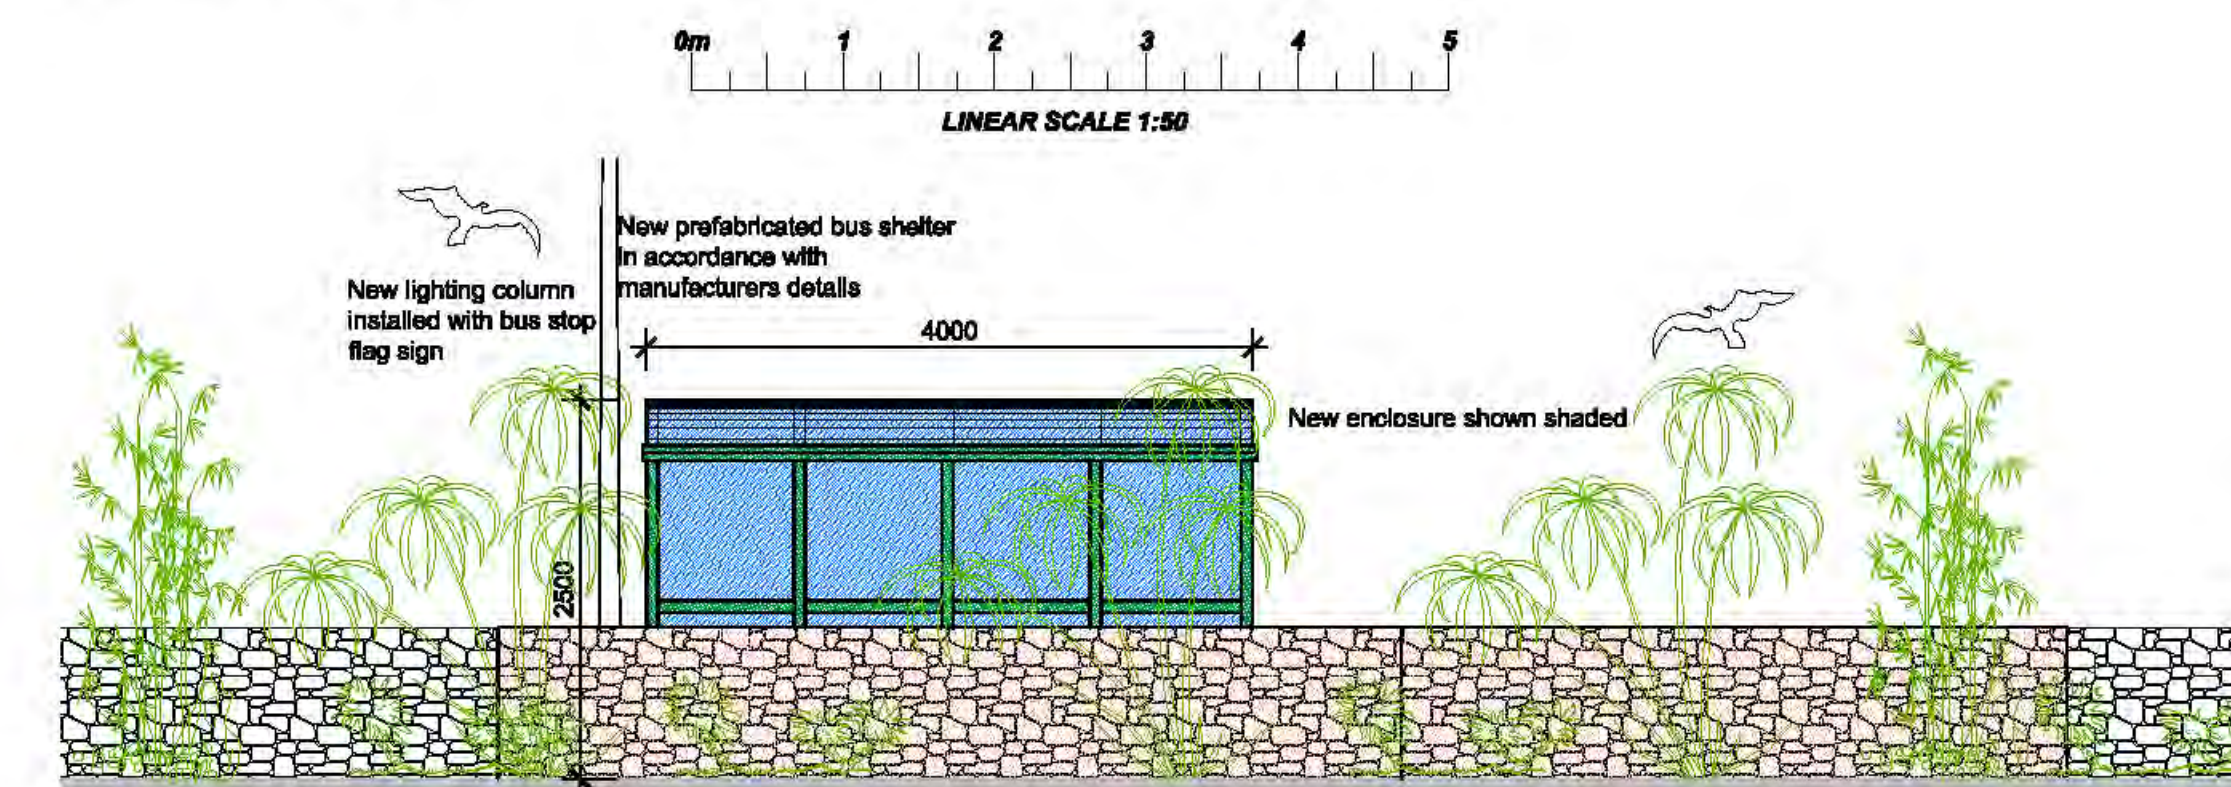 0m 1 2 3 4 5
LINEAR SCALE 1:50
New prefabricated bus shelter
in accordance with
manufacturers details
New lighting column
installed with bus stop
flag sign
4000
New enclosure shown shaded
2500